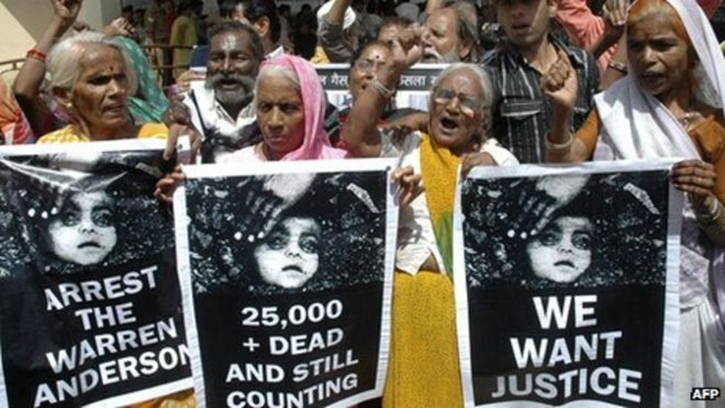 ARREST
THE
WARREN
ANDERSON
25,000
+ DEAD
AND STILL
COUNTING
WE
WANT
JUSTICE
AFP